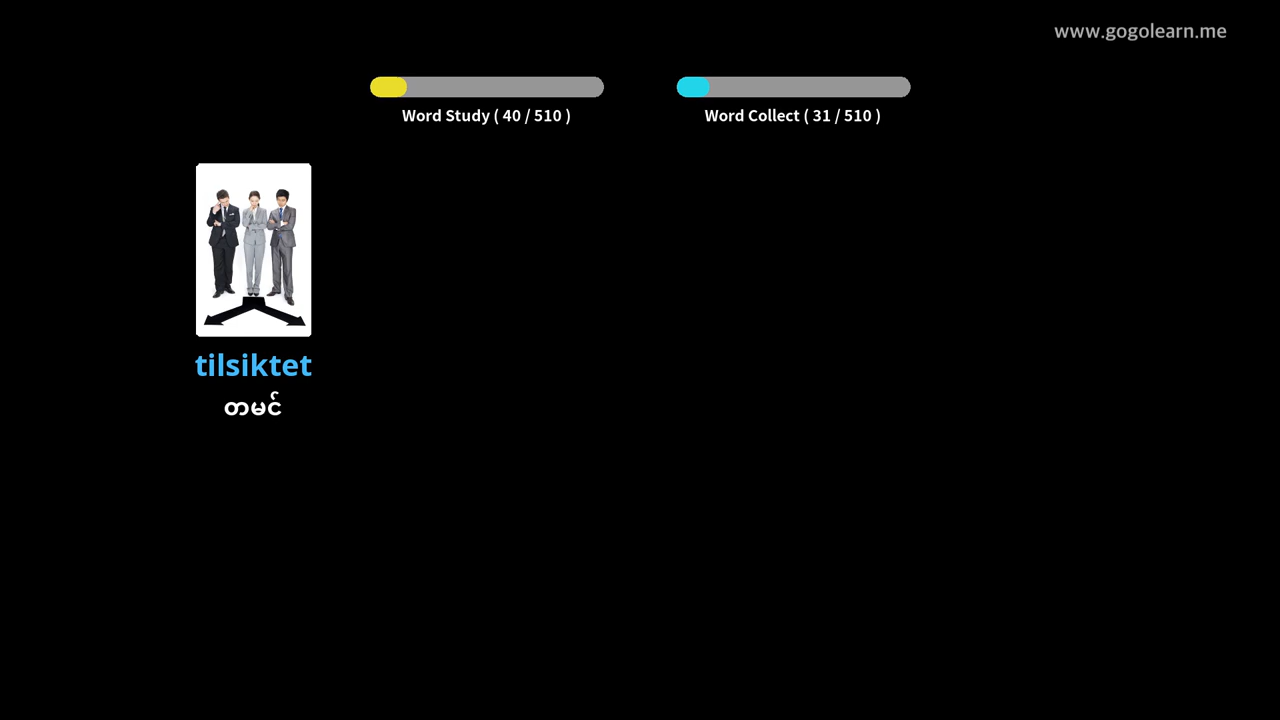 www.gogolearn.me
Word Study ( 40 / 510 )
Word Collect ( 31 / 510 )
tilsiktet
တမင်